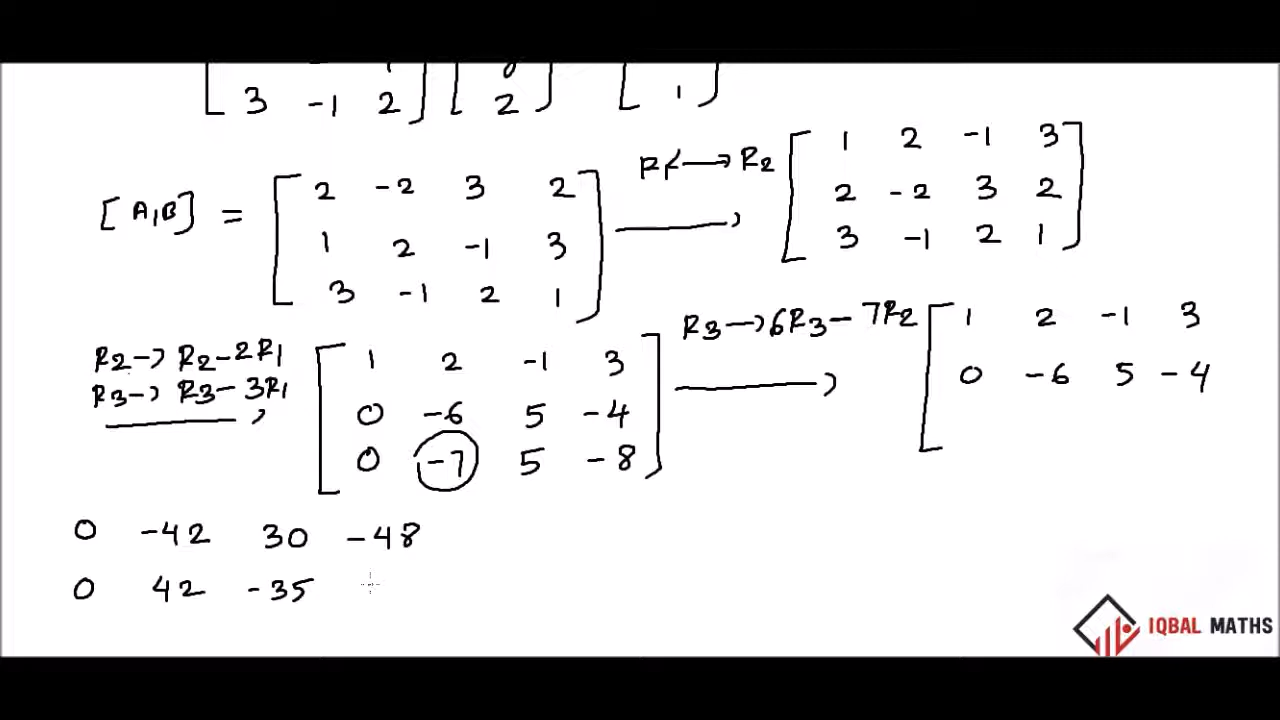 3 -1 2 2 1
[A,B] = 2 -2 3 2 R1 ⟷ R2 1 2 -1 3
1 2 -1 3 2 -2 3 2
3 -1 2 1 3 -1 2 1
R2 → R2-2R1 1 2 -1 3 R3 → 6R3 - 7R2 1 2 -1 3
R3 → R3-3R1 0 -6 5 -4 0 -6 5 -4
0 -7 5 -8
0 -42 30 -48
0 42 -35
IQBAL MATHS